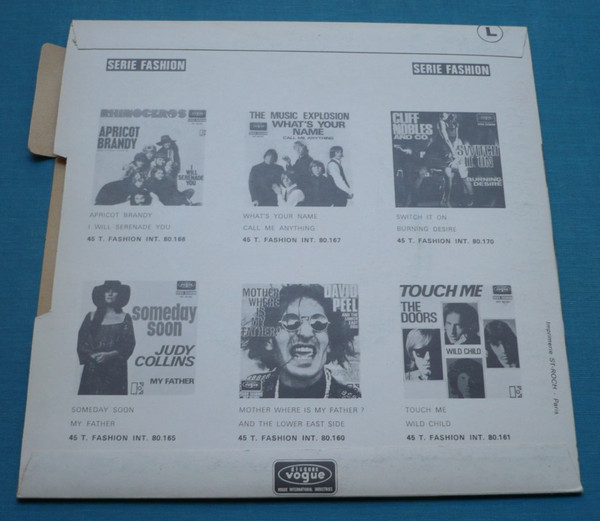 L
SERIE FASHION
SERIE FASHION
RHINOCEROS
APRICOT
BRANDY
I
WILL
SERENADE
YOU
APRICOT BRANDY
I WILL SERENADE YOU
45 T. FASHION INT. 80.166
THE MUSIC EXPLOSION
WHAT'S YOUR
NAME
CALL ME ANYTHING
WHAT'S YOUR NAME
CALL ME ANYTHING
45 T. FASHION INT. 80.167
CLIFF
NOBLES
AND CO
SWITCH
IT ON
BURNING
DESIRE
SWITCH IT ON
BURNING DESIRE
45 T. FASHION INT. 80.170
someday
soon
JUDY
COLLINS
MY FATHER
SOMEDAY SOON
MY FATHER
45 T. FASHION INT. 80.165
MOTHER
WHERE
IS
MY
FATHER?
DAVID
PEEL
MOTHER WHERE IS MY FATHER ?
AND THE LOWER EAST SIDE
45 T. FASHION INT. 80.160
TOUCH ME
THE
DOORS
WILD CHILD
TOUCH ME
WILD CHILD
45 T. FASHION INT. 80.161
Imprimerie ST-ROCH - Paris
disques
vogue
VOGUE INTERNATIONAL INDUSTRIES